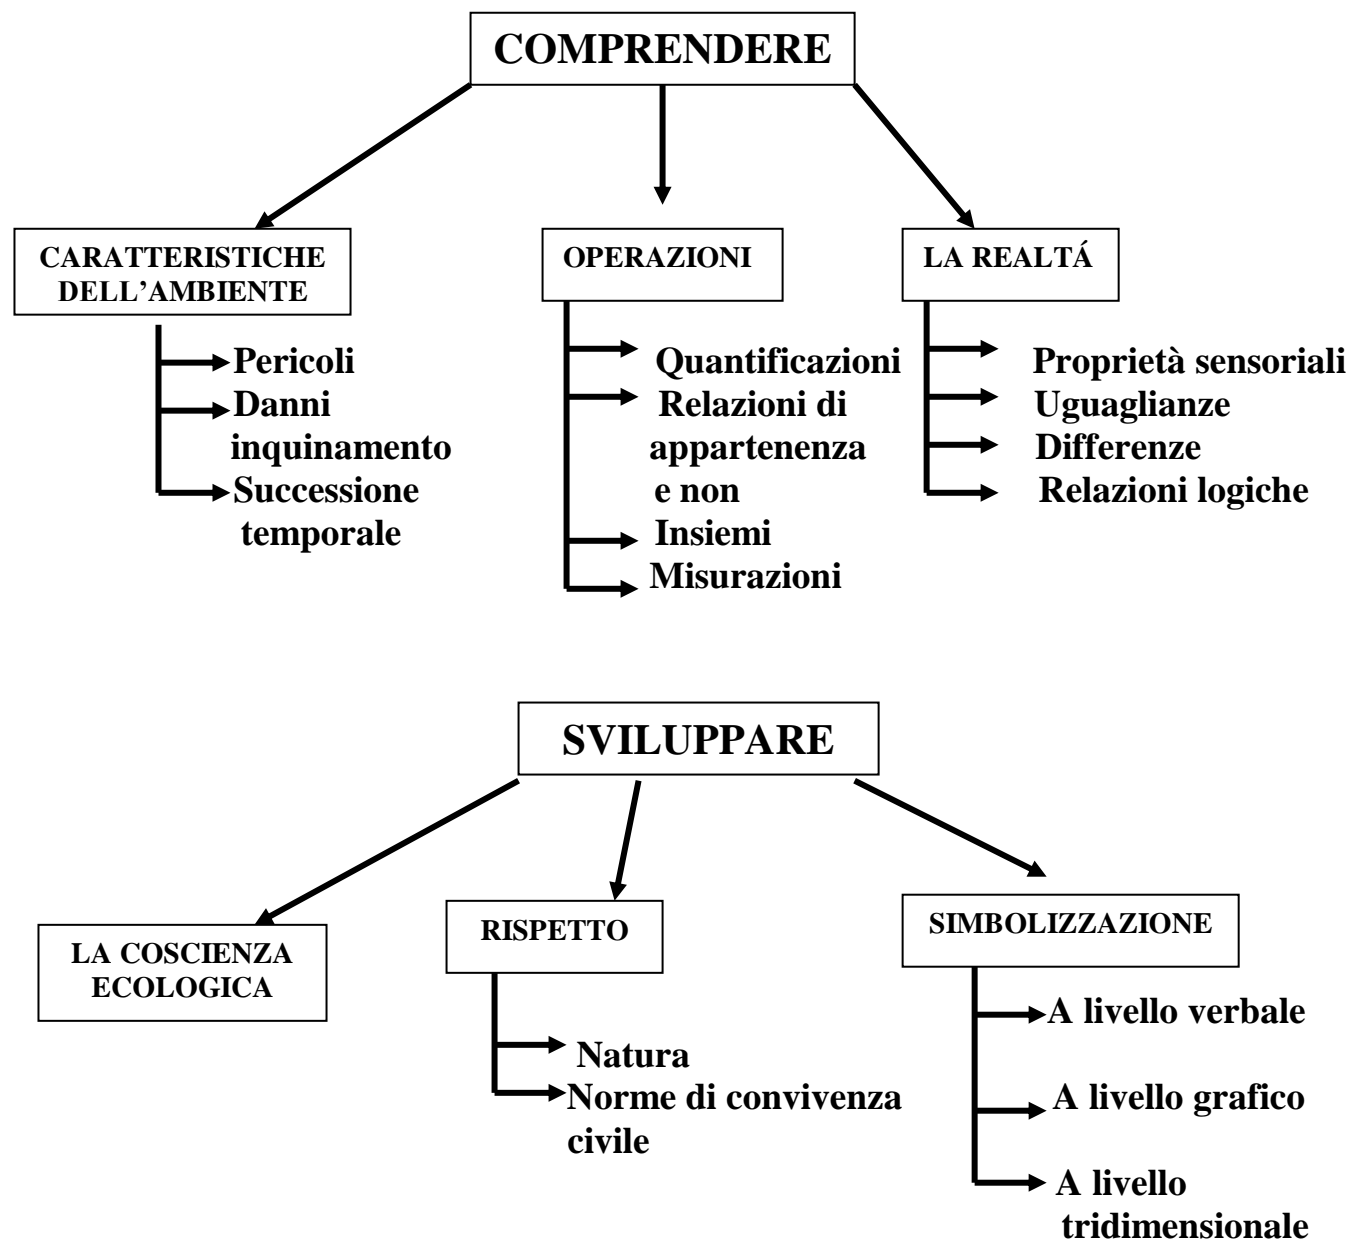 COMPRENDERE
CARATTERISTICHE
DELL’AMBIENTE
Pericoli
Danni
inquinamento
Successione
temporale
OPERAZIONI
Quantificazioni
Relazioni di
appartenenza
e non
Insiemi
Misurazioni
LA REALTÁ
Proprietà sensoriali
Uguaglianze
Differenze
Relazioni logiche
SVILUPPARE
LA COSCIENZA
ECOLOGICA
RISPETTO
Natura
Norme di convivenza
civile
SIMBOLIZZAZIONE
A livello verbale
A livello grafico
A livello
tridimensionale